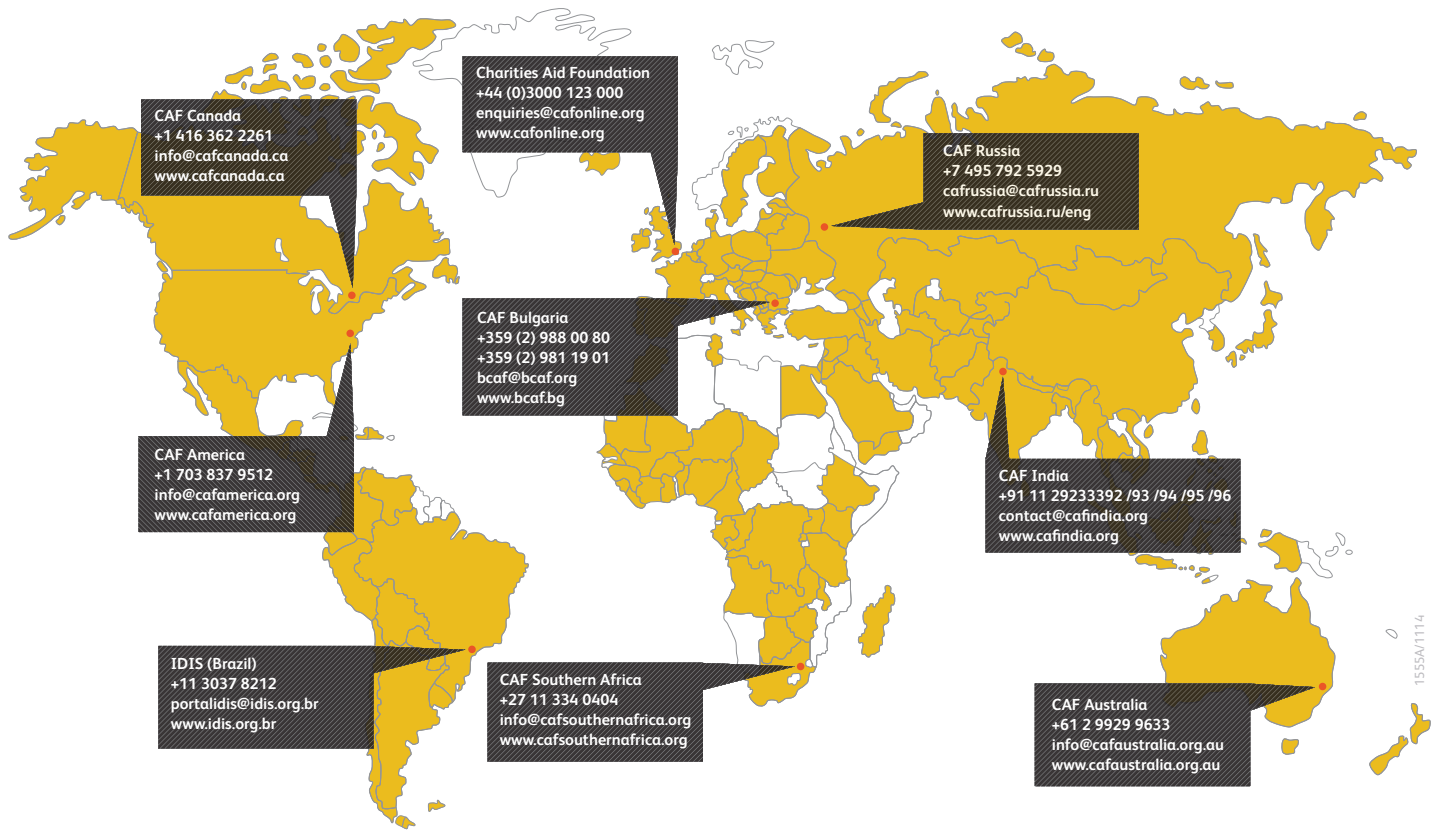 Charities Aid Foundation
+44 (0)3000 123 000
enquiries@cafonline.org
www.cafonline.org
CAF Canada
+1 416 362 2261
info@cafcanada.ca
www.cafcanada.ca
CAF Russia
+7 495 792 5929
cafrussia@cafrussia.ru
www.cafrussia.ru/eng
CAF Bulgaria
+359 (2) 988 00 80
+359 (2) 981 19 01
bcaf@bcaf.org
www.bcaf.bg
CAF America
+1 703 837 9512
info@cafamerica.org
www.cafamerica.org
CAF India
+91 11 29233392 /93 /94 /95 /96
contact@cafindia.org
www.cafindia.org
IDIS (Brazil)
+11 3037 8212
portalidis@idis.org.br
www.idis.org.br
CAF Southern Africa
+27 11 334 0404
info@cafsouthernafrica.org
www.cafsouthernafrica.org
CAF Australia
+61 2 9929 9633
info@cafaustralia.org.au
www.cafaustralia.org.au
1555A/1114